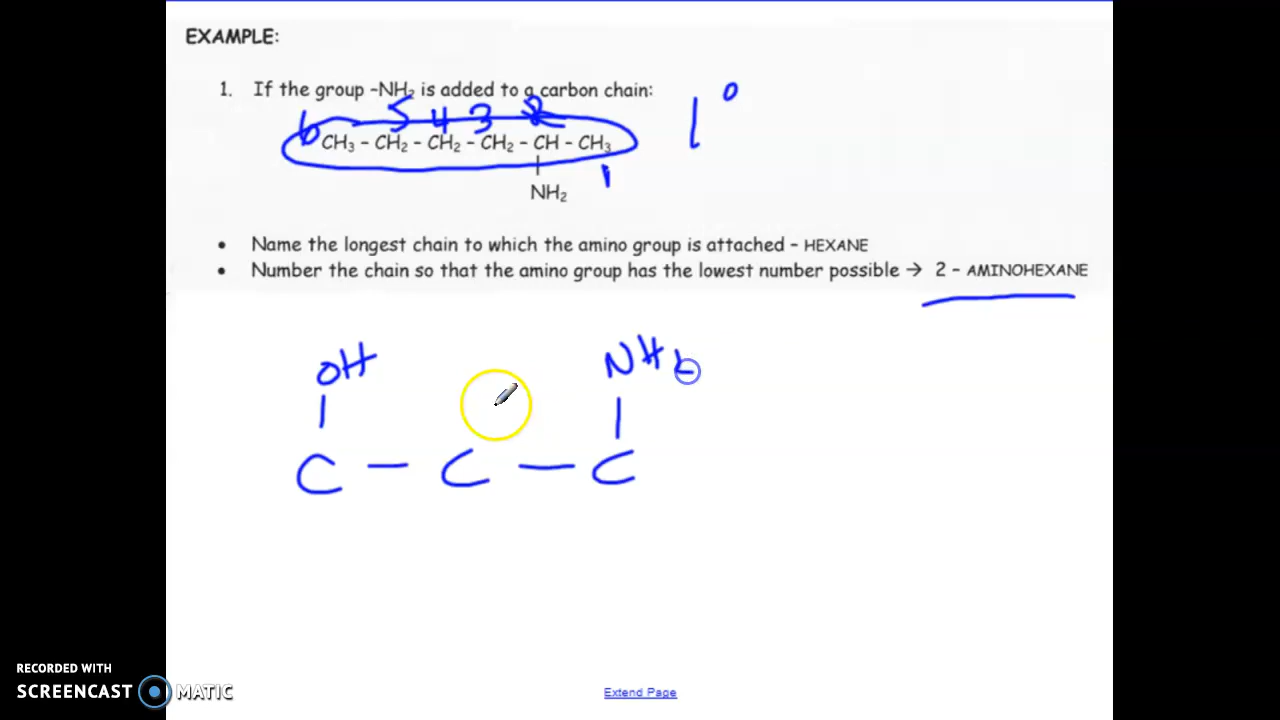 EXAMPLE:
1. If the group -NH₂ is added to a carbon chain:
1⁰
6 5 4 3 2
CH₃ - CH₂ - CH₂ - CH₂ - CH - CH₃
1
NH₂
• Name the longest chain to which the amino group is attached - HEXANE
• Number the chain so that the amino group has the lowest number possible → 2 - AMINOHEXANE
OH NH₂
C - C - C
RECORDED WITH
SCREENCAST MATIC
Extend Page